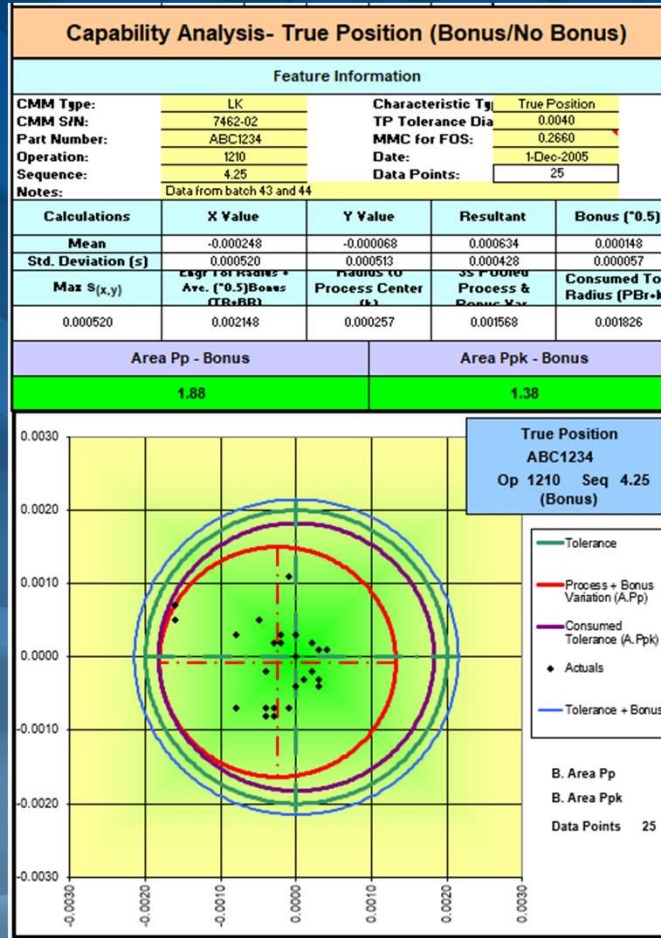 Capability Analysis- True Position (Bonus/No Bonus)
Feature Information
CMM Type: LK Characteristic Ty True Position
CMM S/N: 7462-02 TP Tolerance Dia 0.0040
Part Number: ABC1234 MMC for FOS: 0.2660
Operation: 1210 Date: 1-Dec-2005
Sequence: 4.25 Data Points: 25
Notes: Data from batch 43 and 44
Calculations X Value Y Value Resultant Bonus (*0.5)
Mean -0.000248 -0.000068 0.000634 0.000148
Std. Deviation (s) 0.000520 0.000513 0.000428 0.000057
Max s(x,y) Ave. (*0.5)Bonus Process Center Process & Consumed To
Radius (PBr+k
0.000520 0.002148 0.000257 0.001568 0.001826
Area Pp - Bonus Area Ppk - Bonus
1.88 1.38
True Position
ABC1234
Op 1210 Seq 4.25
(Bonus)
0.0030
0.0020
0.0010
0.0000
-0.0010
-0.0020
-0.0030
-0.0030 -0.0020 -0.0010 0.0000 0.0010 0.0020 0.0030
Tolerance
Process + Bonus
Variation (A.Pp)
Consumed
Tolerance (A.Ppk)
Actuals
Tolerance + Bonus
B. Area Pp
B. Area Ppk
Data Points 25